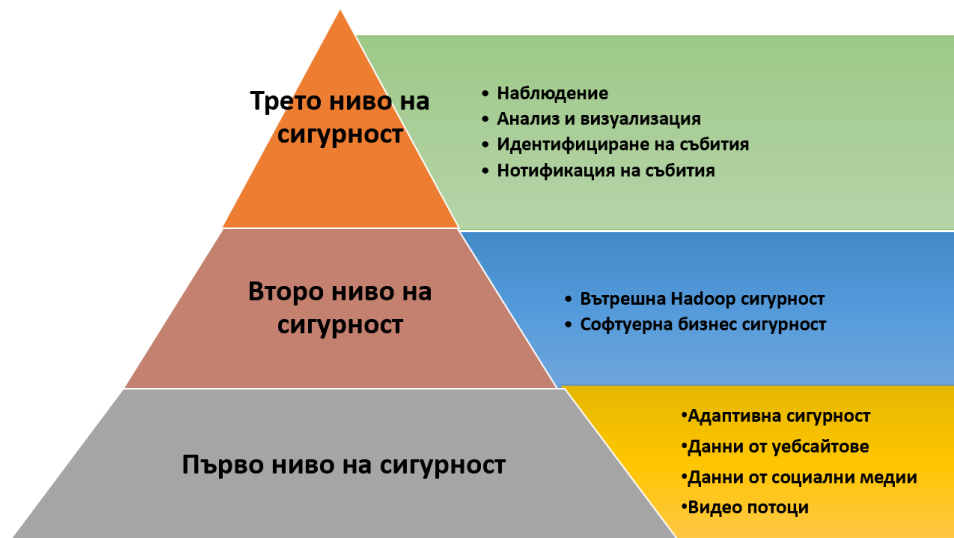 Трето ниво на
сигурност
• Наблюдение
• Анализ и визуализация
• Идентифициране на събития
• Нотификация на събития
Второ ниво на
сигурност
• Вътрешна Hadoop сигурност
• Софтуерна бизнес сигурност
Първо ниво на сигурност
•Адаптивна сигурност
•Данни от уебсайтове
•Данни от социални медии
•Видео потоци